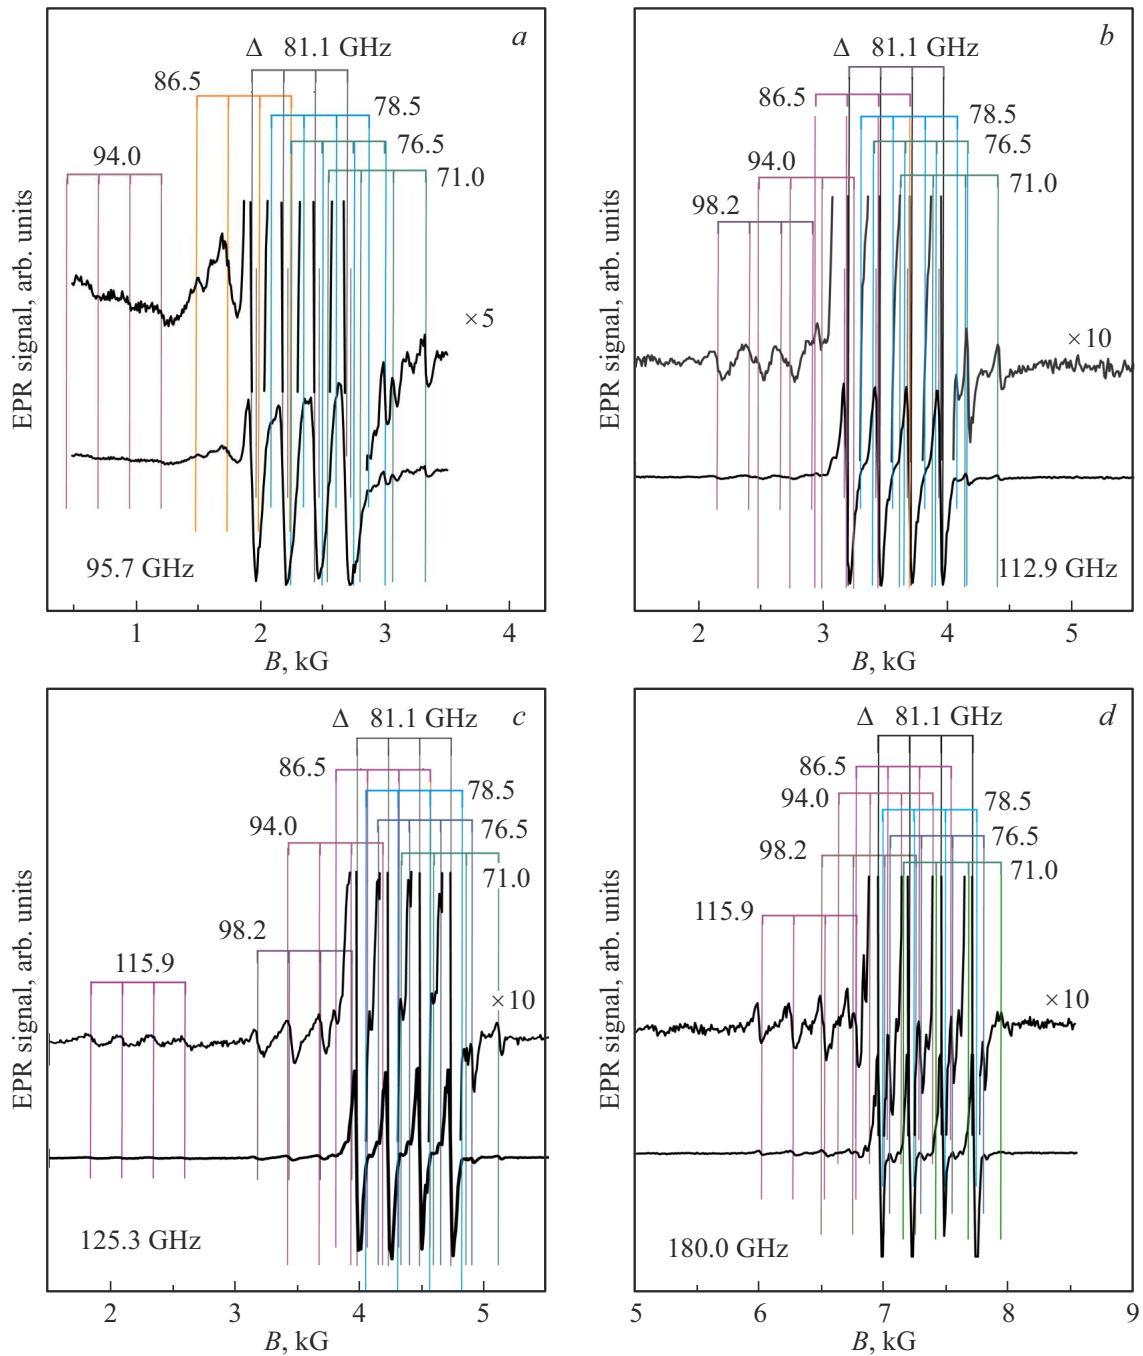 a
Δ 81.1 GHz
86.5
78.5
76.5
94.0
71.0
×5
95.7 GHz
EPR signal, arb. units
1 2 3 4
B, kG
b
Δ 81.1 GHz
86.5
78.5
76.5
94.0
71.0
98.2
×10
112.9 GHz
EPR signal, arb. units
2 3 4 5
B, kG
c
Δ 81.1 GHz
86.5
78.5
76.5
94.0
71.0
98.2
115.9
×10
125.3 GHz
EPR signal, arb. units
2 3 4 5
B, kG
d
Δ 81.1 GHz
86.5
94.0
78.5
76.5
98.2
71.0
115.9
×10
180.0 GHz
EPR signal, arb. units
5 6 7 8 9
B, kG